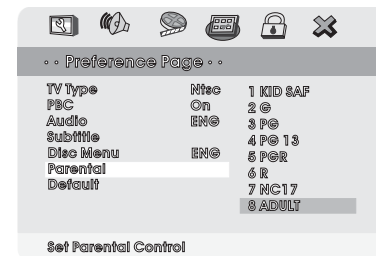 ·· Preference Page ··
TV Type Ntsc 1 KID SAF
PBC On 2 G
Audio ENG 3 PG
Subtitle 4 PG 13
Disc Menu ENG 5 PGR
Parental 6 R
Default 7 NC17
8 ADULT
Set Parental Control